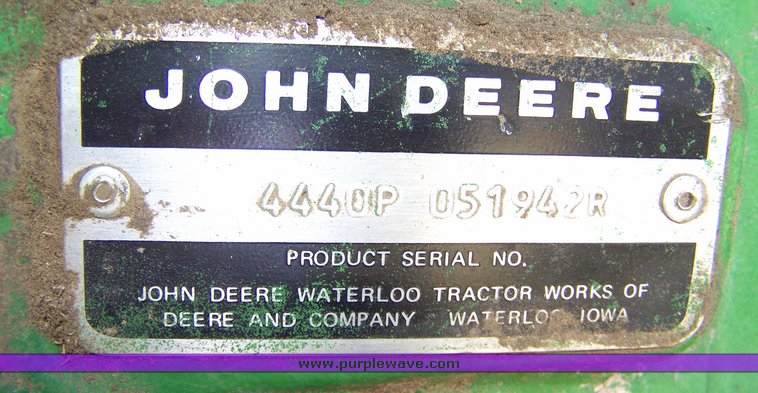 JOHN DEERE
4440P 051942R
PRODUCT SERIAL NO.
JOHN DEERE WATERLOO TRACTOR WORKS OF
DEERE AND COMPANY WATERLOO IOWA
www.purplewave.com